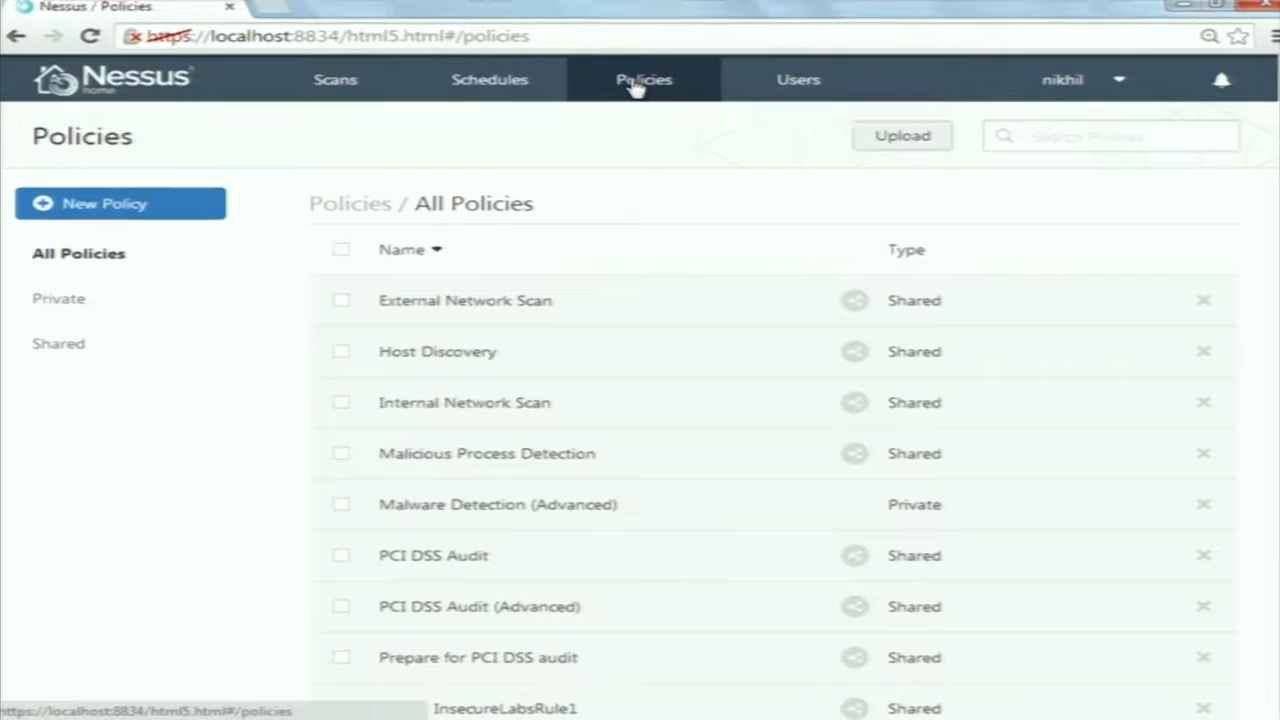 Nessus / Policies
https://localhost:8834/html5.html#/policies
Nessus
home
Scans
Schedules
Policies
Users
nikhil
Policies
Upload
Search Policies
New Policy
Policies / All Policies
All Policies
Private
Shared
Name
Type
External Network Scan
Shared
Host Discovery
Shared
Internal Network Scan
Shared
Malicious Process Detection
Shared
Malware Detection (Advanced)
Private
PCI DSS Audit
Shared
PCI DSS Audit (Advanced)
Shared
Prepare for PCI DSS audit
Shared
InsecureLabsRule1
Shared
https://localhost:8834/html5.html#/policies